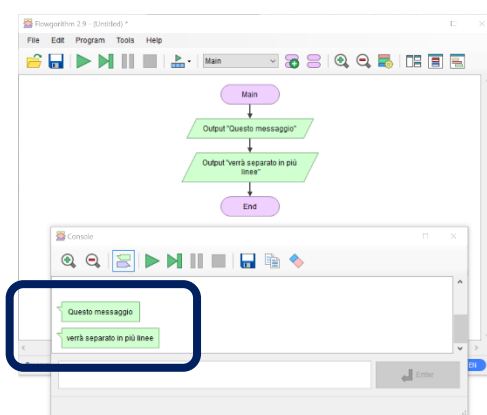 Flowgorithm 2.9 - (Untitled) *
File Edit Program Tools Help
Main
Main
Output "Questo messaggio"
Output "verrà separato in più
linee"
End
Console
Questo messaggio
verrà separato in più linee
Enter
EN